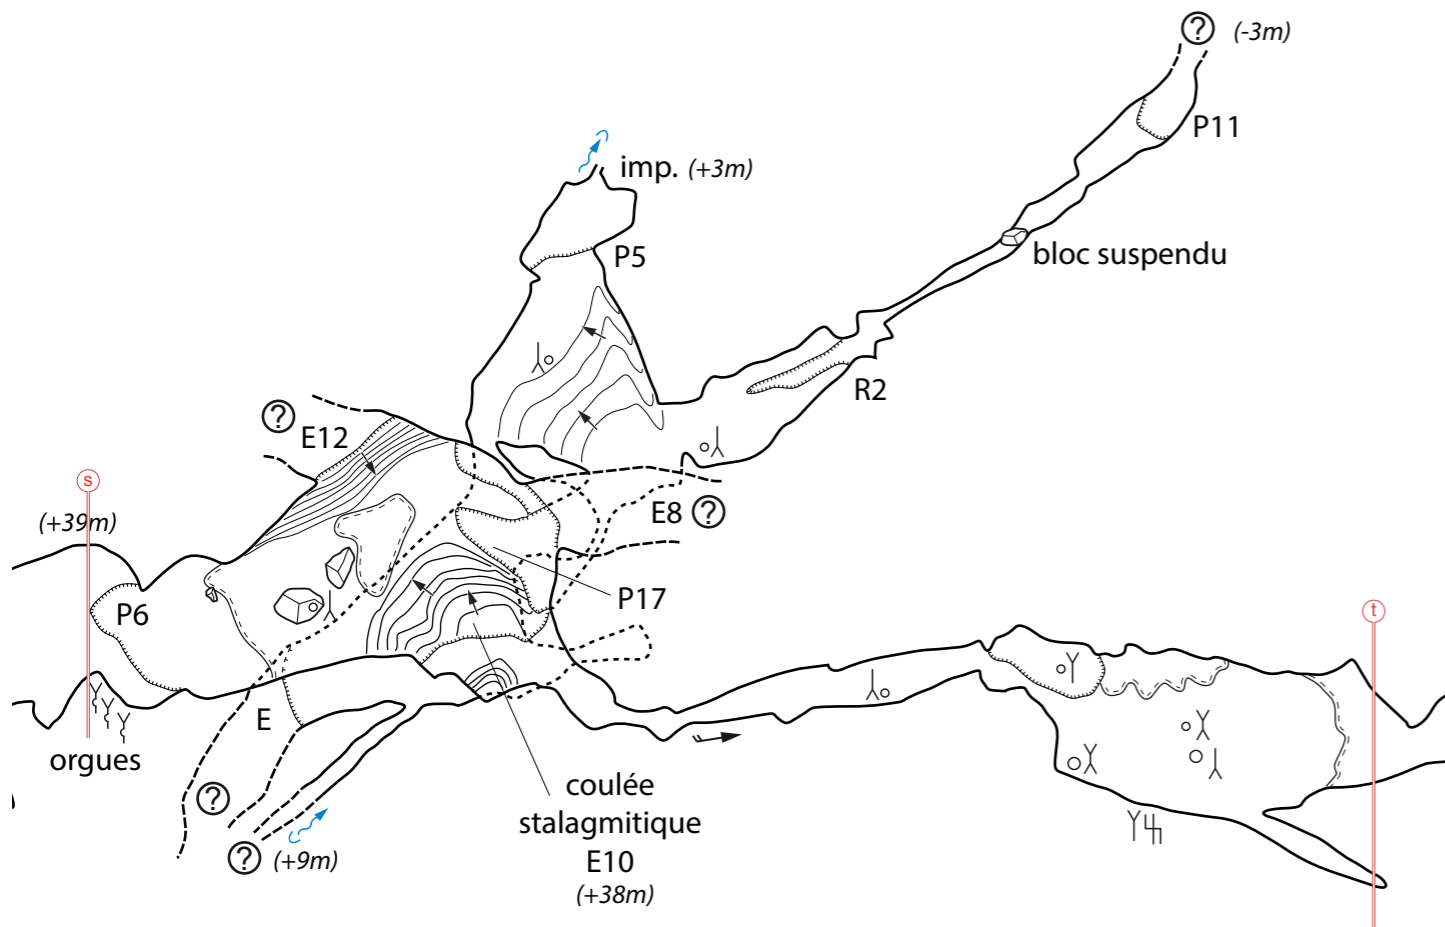 ? (-3m)
P11
imp. (+3m)
P5
bloc suspendu
R2
?
E12
s
(+39m)
E8 ?
P6
P17
t
E
orgues
coulée
stalagmitique
E10
(+38m)
?
? (+9m)